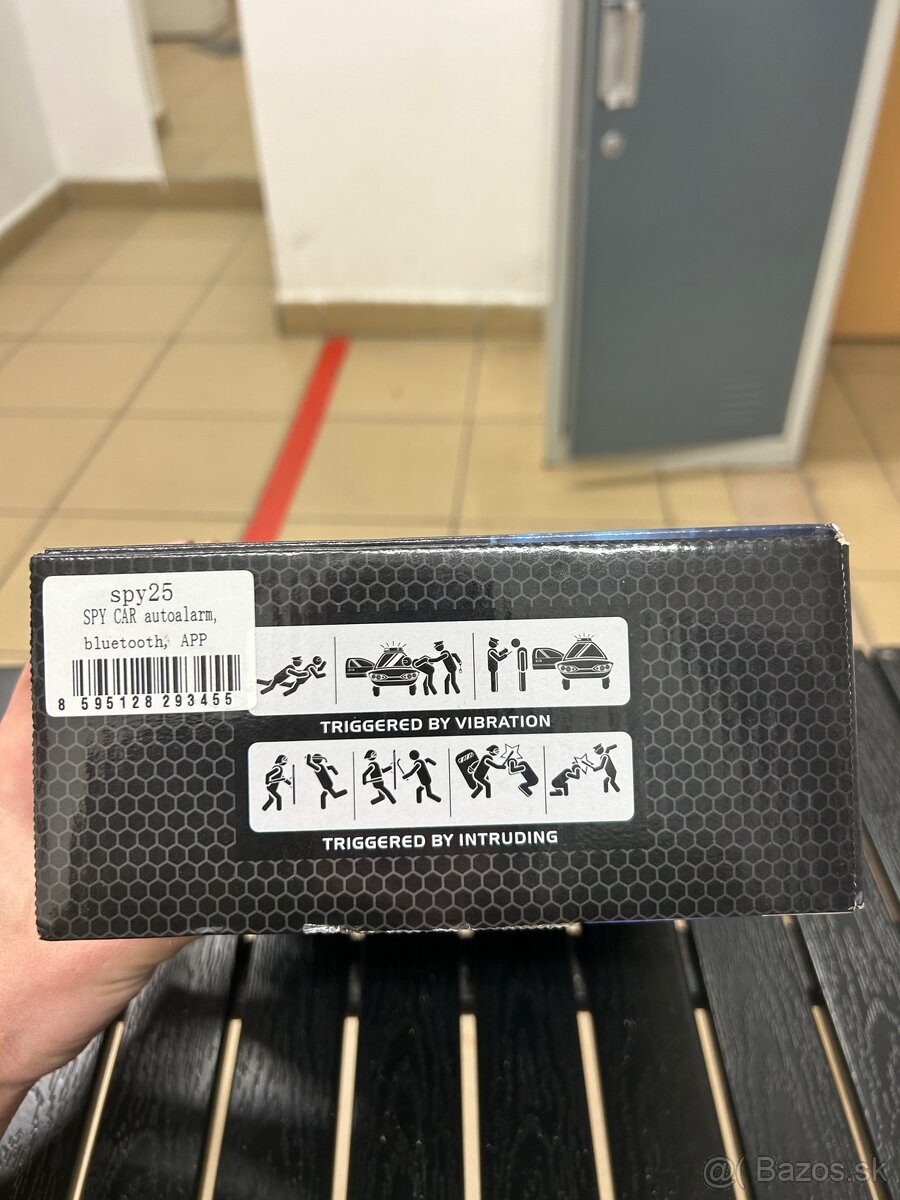 spy25
SPY CAR autoalarm,
bluetooth, APP
8 595128 293455
TRIGGERED BY VIBRATION
TRIGGERED BY INTRUDING
@( Bazos.sk